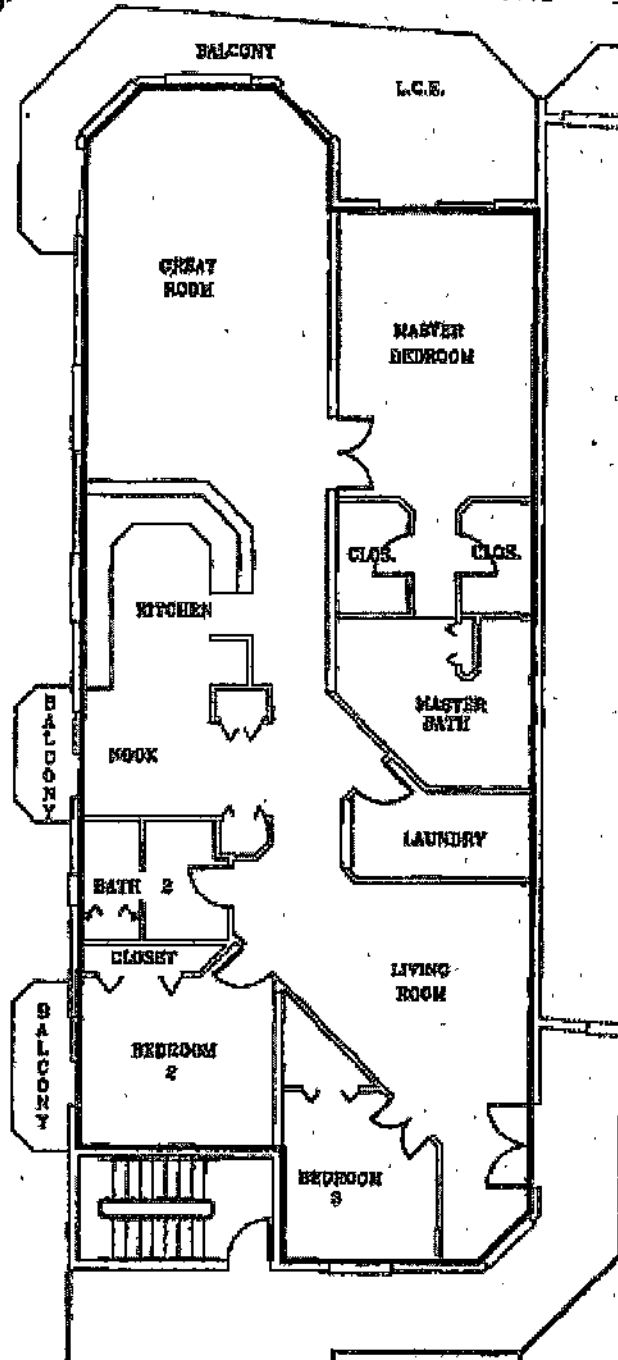 BALCONY
L.C.E.
GREAT
ROOM
MASTER
BEDROOM
CLOS.
CLOS.
KITCHEN
MASTER
BATH
BALCONY
NOOK
LAUNDRY
BATH 2
CLOSET
LIVING
ROOM
BALCONY
BEDROOM
2
BEDROOM
3